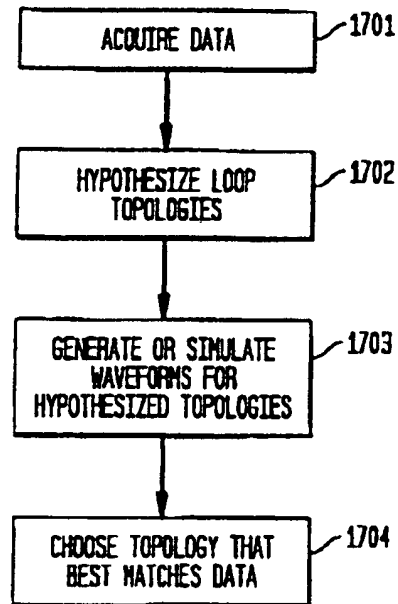 ACQUIRE DATA
1701
HYPOTHESIZE LOOP
TOPOLOGIES
1702
GENERATE OR SIMULATE
WAVEFORMS FOR
HYPOTHESIZED TOPOLOGIES
1703
CHOOSE TOPOLOGY THAT
BEST MATCHES DATA
1704